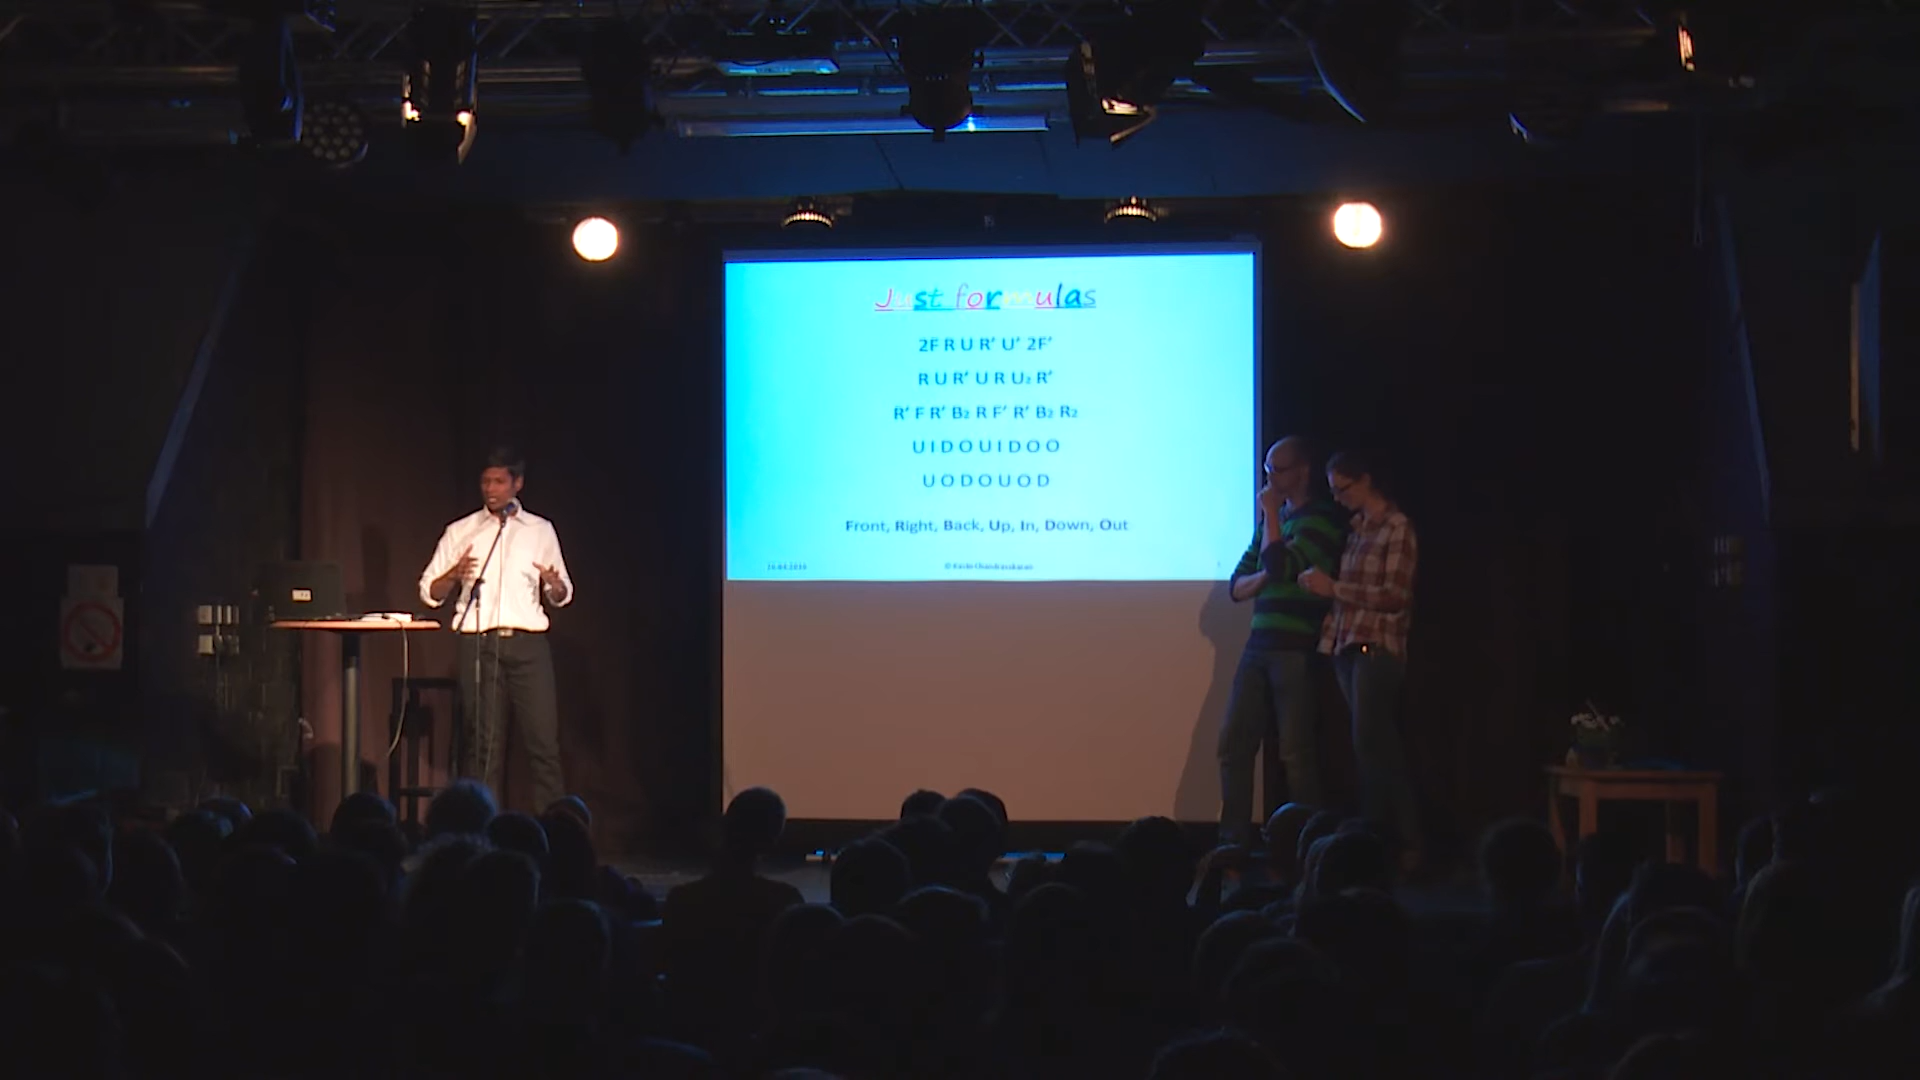 Just formulas
2F R U R' U' 2F'
R U R' U R U2 R'
R' F R' B2 R F' R' B2 R2
U I D O U I D O O
U O D O U O D
Front, Right, Back, Up, In, Down, Out